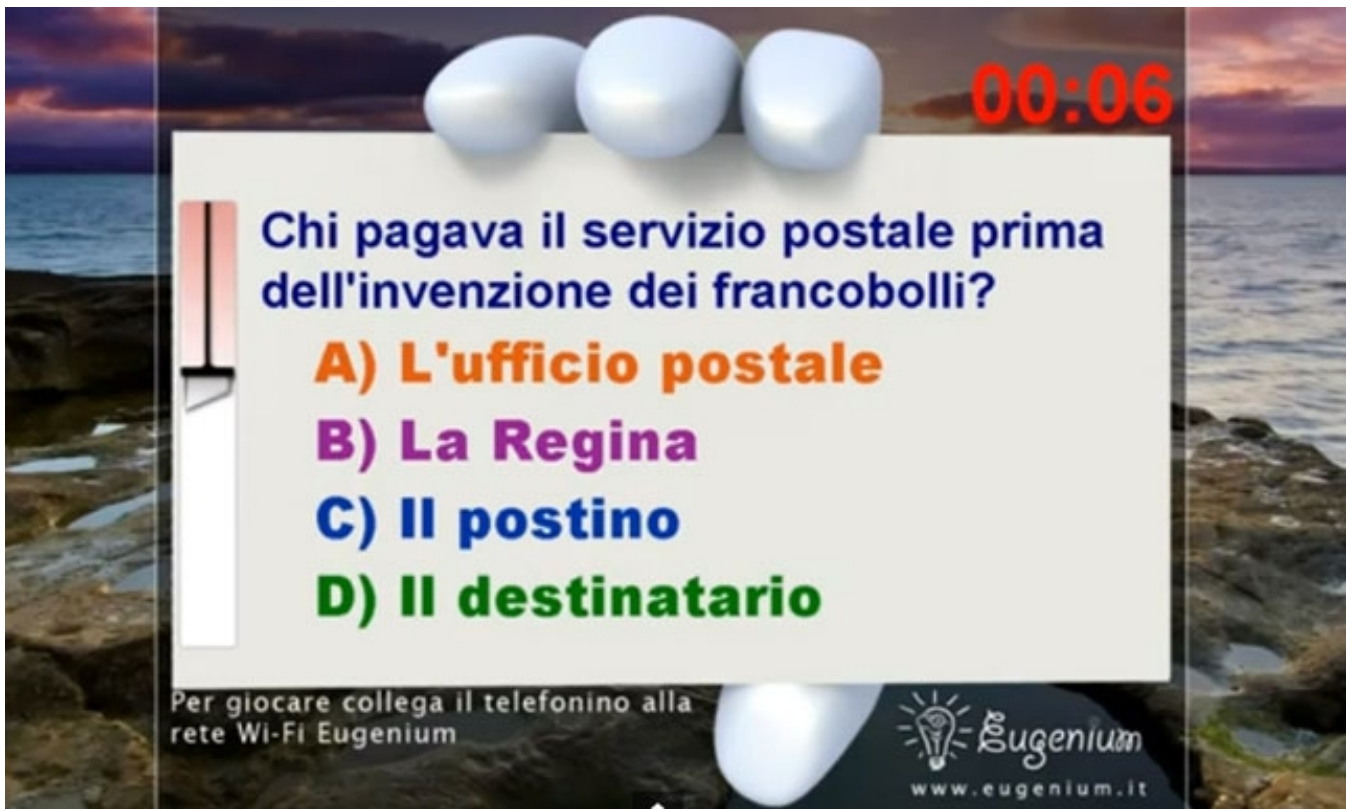 00:06
Chi pagava il servizio postale prima
dell'invenzione dei francobolli?
A) L'ufficio postale
B) La Regina
C) Il postino
D) Il destinatario
Per giocare collega il telefonino alla
rete Wi-Fi Eugenium
Eugenium
www.eugenium.it